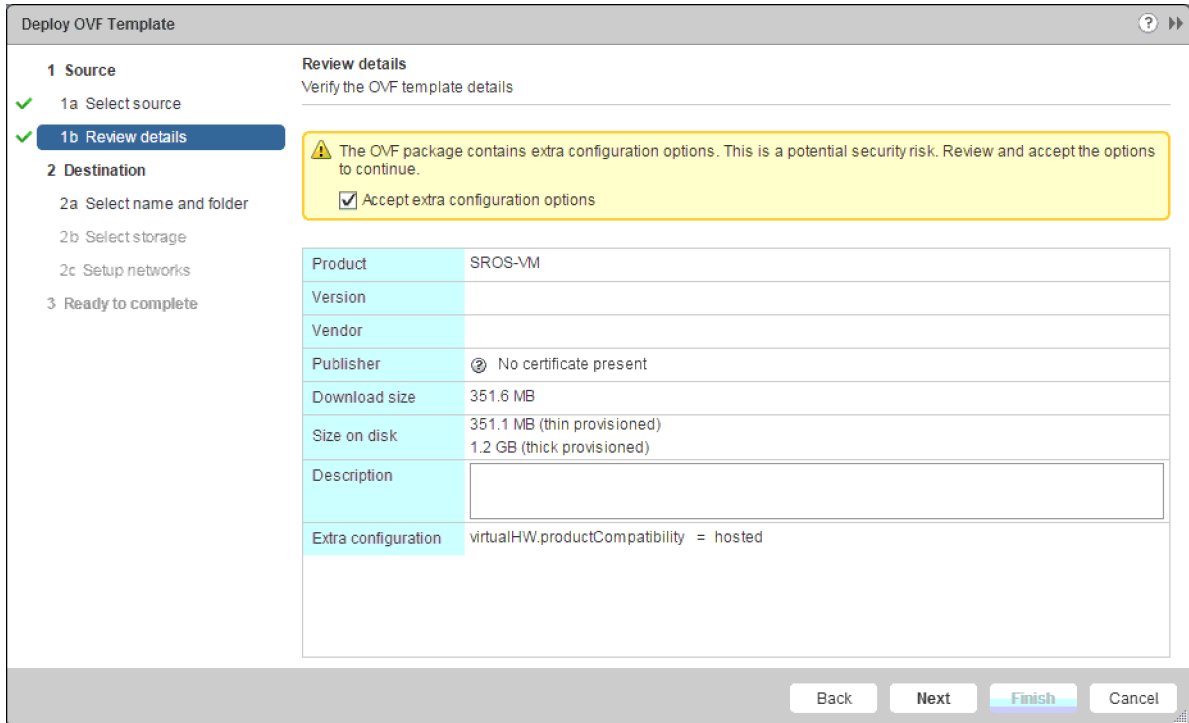 Deploy OVF Template
?
1 Source
1a Select source
1b Review details
2 Destination
2a Select name and folder
2b Select storage
2c Setup networks
3 Ready to complete
Review details
Verify the OVF template details
The OVF package contains extra configuration options. This is a potential security risk. Review and accept the options
to continue.
Accept extra configuration options
Product SROS-VM
Version
Vendor
Publisher ? No certificate present
Download size 351.6 MB
Size on disk 351.1 MB (thin provisioned)
1.2 GB (thick provisioned)
Description
Extra configuration virtualHW.productCompatibility = hosted
Back Next Finish Cancel